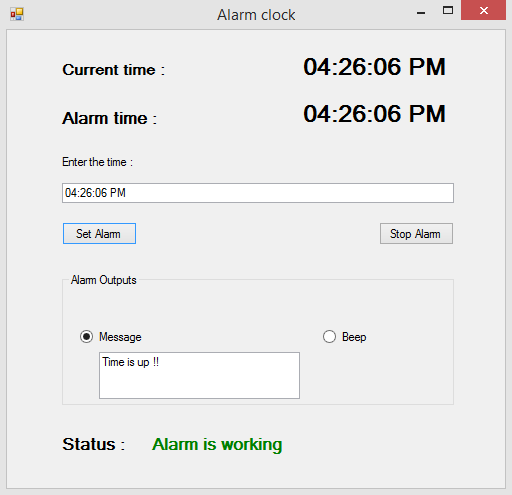 Alarm clock
Current time : 04:26:06 PM
Alarm time : 04:26:06 PM
Enter the time :
04:26:06 PM
Set Alarm Stop Alarm
Alarm Outputs
Message Beep
Time is up !!
Status : Alarm is working